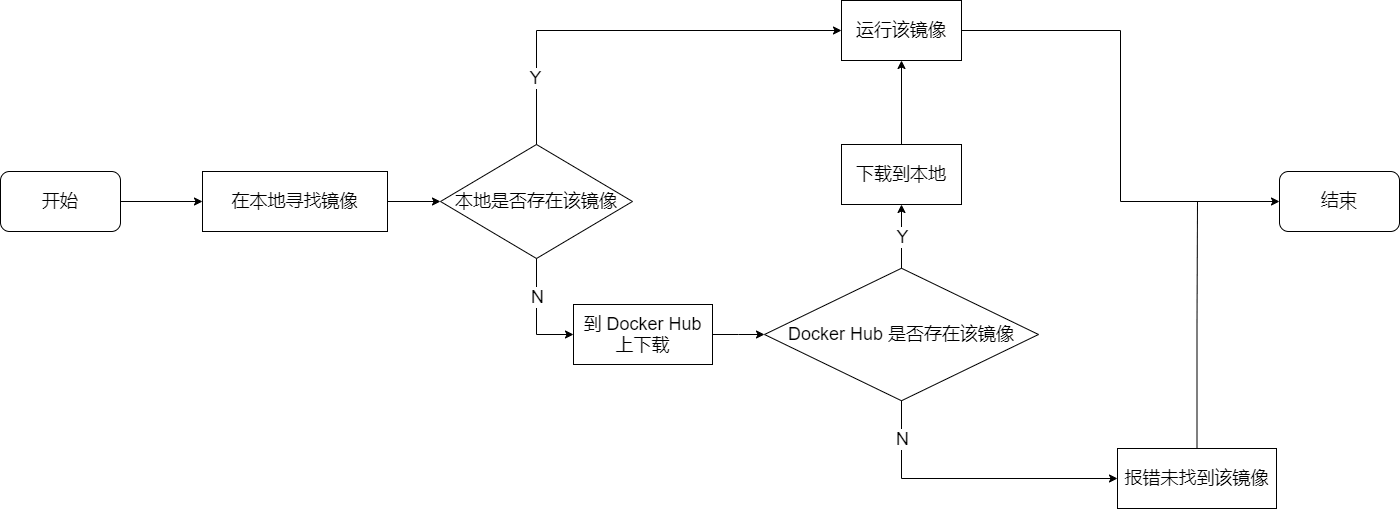 运行该镜像
Y
下载到本地
开始
在本地寻找镜像
本地是否存在该镜像
结束
Y
N
到 Docker Hub
上下载
Docker Hub 是否存在该镜像
N
报错未找到该镜像